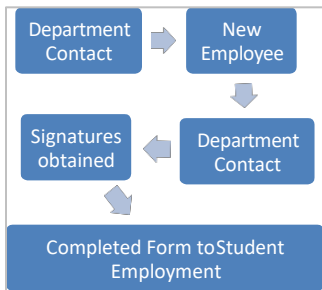 Department
Contact
New
Employee
Department
Contact
Signatures
obtained
Completed Form toStudent
Employment